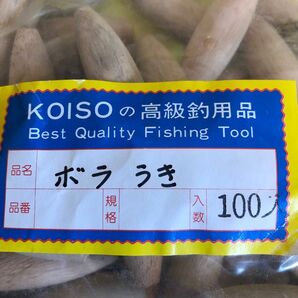 KOISOの高級釣用品
Best Quality Fishing Tool
品名 ボラうき
品番 規格 入数 100入